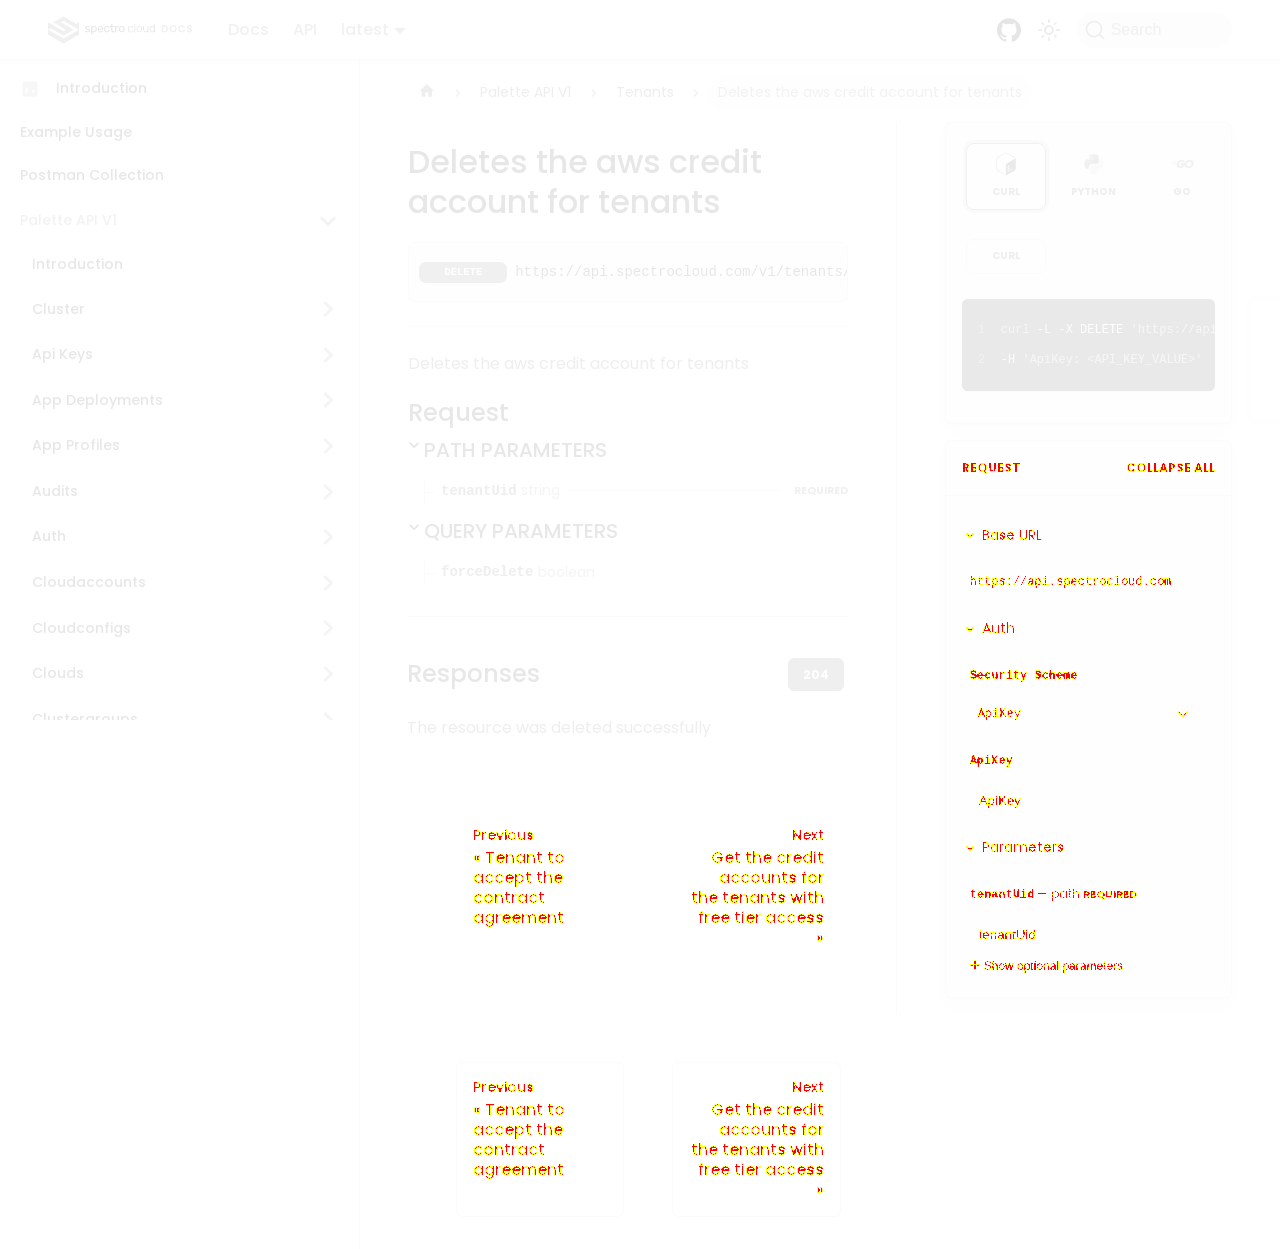 spectro cloud DOCS
Docs
API
latest
Search
Introduction
Example Usage
Postman Collection
Palette API V1
Introduction
Cluster
Api Keys
App Deployments
App Profiles
Audits
Auth
Cloudaccounts
Cloudconfigs
Clouds
Clustergroups
Palette API V1
Tenants
Deletes the aws credit account for tenants
Deletes the aws credit
account for tenants
DELETE https://api.spectrocloud.com/v1/tenants/
Deletes the aws credit account for tenants
Request
PATH PARAMETERS
tenantUid string REQUIRED
QUERY PARAMETERS
forceDelete boolean
Responses
204
The resource was deleted successfully
Previous
« Tenant to
accept the
contract
agreement
Next
Get the credit
accounts for
the tenants with
free tier access
»
Previous
« Tenant to
accept the
contract
agreement
Next
Get the credit
accounts for
the tenants with
free tier access
»
CURL
PYTHON
GO
CURL
1 curl -L -X DELETE 'https://api
2 -H 'ApiKey: <API_KEY_VALUE>'
REQUEST
COLLAPSE ALL
Base URL
https://api.spectrocloud.com
Auth
Security Scheme
ApiKey
ApiKey
ApiKey
Parameters
tenantUid — path REQUIRED
tenantUid
Show optional parameters